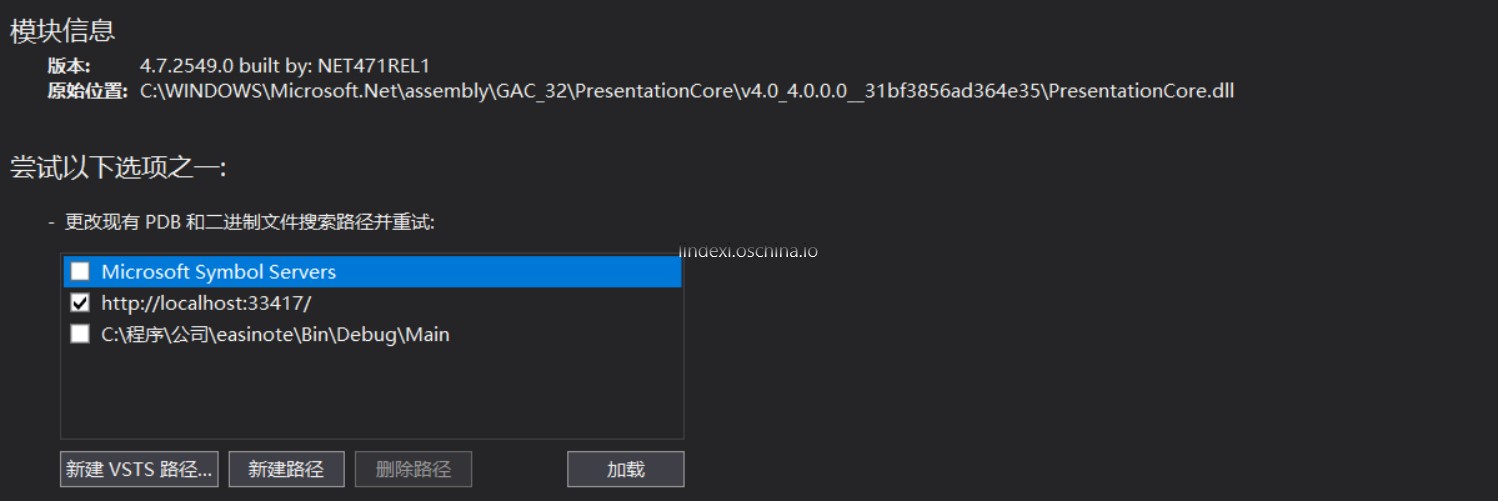 模块信息
版本: 4.7.2549.0 built by: NET471REL1
原始位置: C:\WINDOWS\Microsoft.Net\assembly\GAC_32\PresentationCore\v4.0_4.0.0.0__31bf3856ad364e35\PresentationCore.dll
尝试以下选项之一:
- 更改现有 PDB 和二进制文件搜索路径并重试:
lindexi.oschina.io
Microsoft Symbol Servers
http://localhost:33417/
C:\程序\公司\easinote\Bin\Debug\Main
新建 VSTS 路径... 新建路径 删除路径 加载